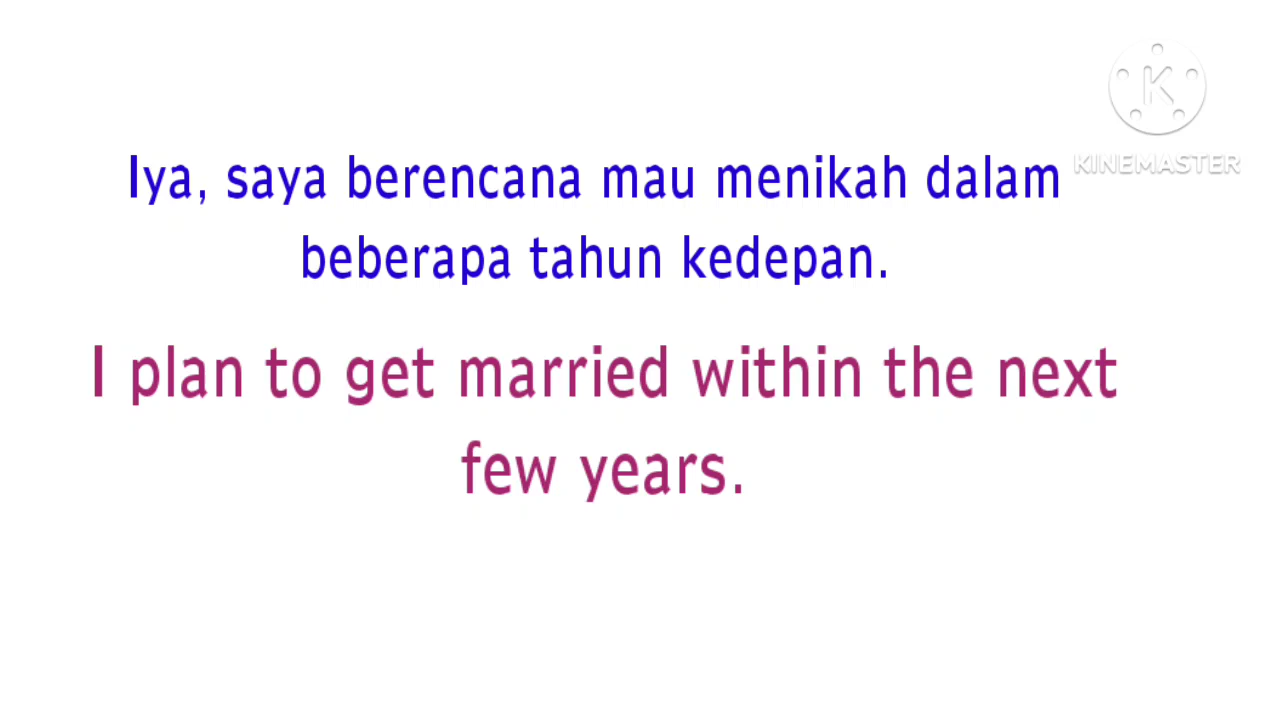 KINEMASTER
Iya, saya berencana mau menikah dalam
beberapa tahun kedepan.
I plan to get married within the next
few years.